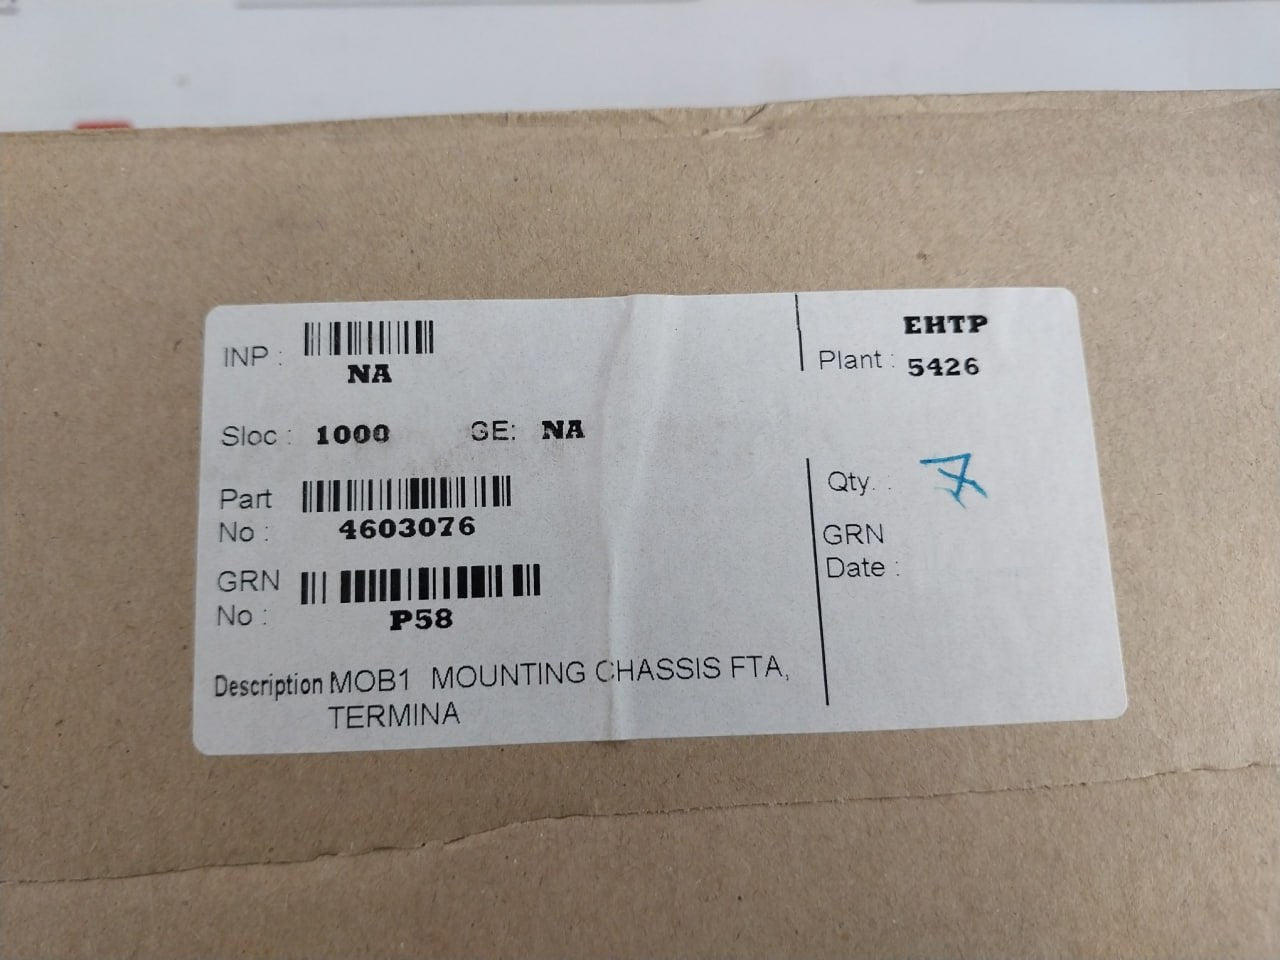 INP :
NA
EHTP
Plant : 5426
Sloc : 1000 GE: NA
Part
No : 4603076
Qty. : 7
GRN
No : P58
GRN
Date :
Description MOB1 MOUNTING CHASSIS FTA,
TERMINA